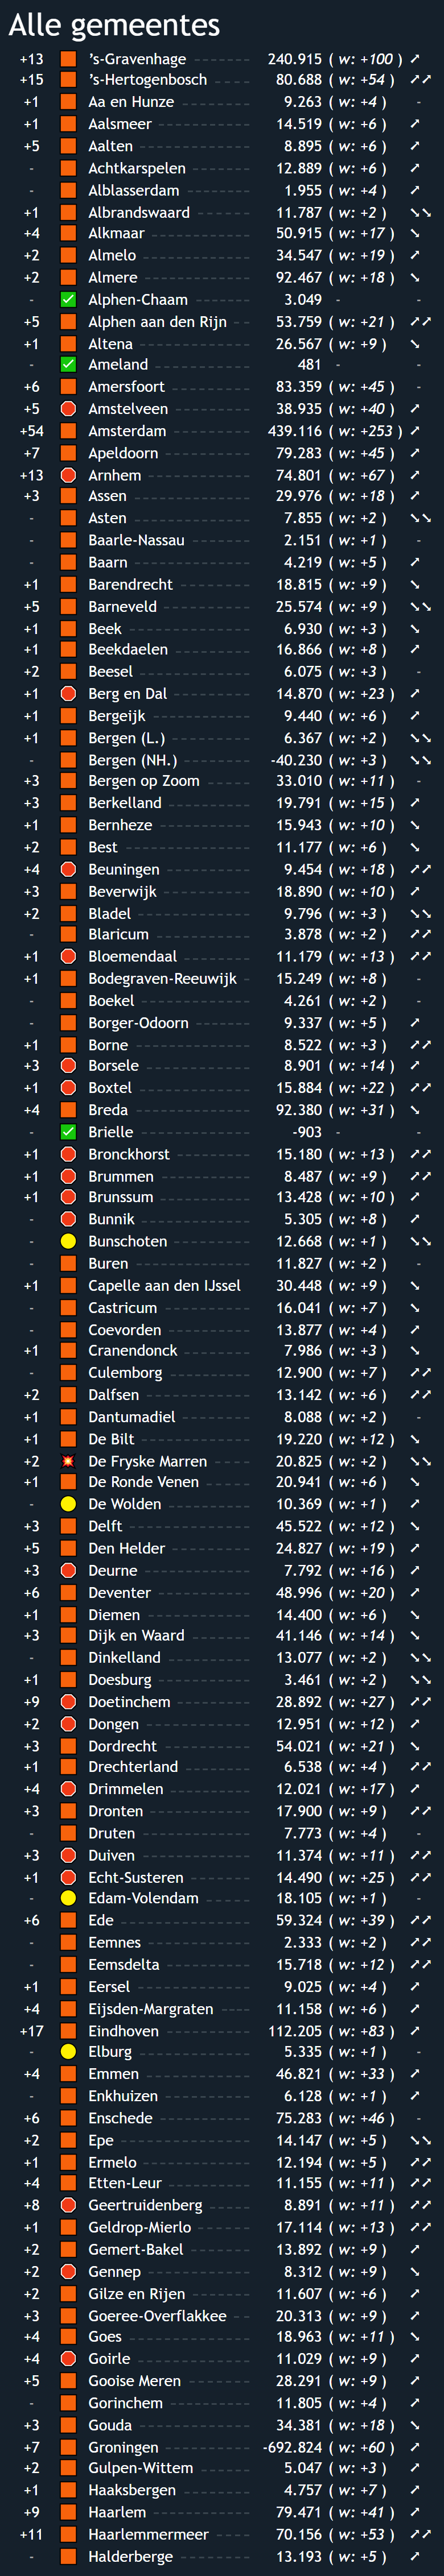 Alle gemeentes
+13 's-Gravenhage 240.915 ( w: +100 ) ↗
+15 's-Hertogenbosch 80.688 ( w: +54 ) ↗↗
+1 Aa en Hunze 9.263 ( w: +4 ) -
+1 Aalsmeer 14.519 ( w: +6 ) ↗
+5 Aalten 8.895 ( w: +6 ) ↗
- Achtkarspelen 12.889 ( w: +6 ) ↗
- Alblasserdam 1.955 ( w: +4 ) ↗
+1 Albrandswaard 11.787 ( w: +2 ) ↘↘
+4 Alkmaar 50.915 ( w: +17 ) ↘
+2 Almelo 34.547 ( w: +19 ) ↗
+2 Almere 92.467 ( w: +18 ) ↘
- Alphen-Chaam 3.049 - -
+5 Alphen aan den Rijn 53.759 ( w: +21 ) ↗↗
+1 Altena 26.567 ( w: +9 ) ↘
- Ameland 481 - -
+6 Amersfoort 83.359 ( w: +45 ) -
+5 Amstelveen 38.935 ( w: +40 ) ↗
+54 Amsterdam 439.116 ( w: +253 ) ↗
+7 Apeldoorn 79.283 ( w: +45 ) ↗
+13 Arnhem 74.801 ( w: +67 ) ↗
+3 Assen 29.976 ( w: +18 ) ↗
- Asten 7.855 ( w: +2 ) ↘↘
- Baarle-Nassau 2.151 ( w: +1 ) -
- Baarn 4.219 ( w: +5 ) ↗
+1 Barendrecht 18.815 ( w: +9 ) ↘
+5 Barneveld 25.574 ( w: +9 ) ↘↘
+1 Beek 6.930 ( w: +3 ) ↘
+1 Beekdaelen 16.866 ( w: +8 ) ↗
+2 Beesel 6.075 ( w: +3 ) -
+1 Berg en Dal 14.870 ( w: +23 ) ↗
+1 Bergeijk 9.440 ( w: +6 ) ↗
+1 Bergen (L.) 6.367 ( w: +2 ) ↘↘
- Bergen (NH.) -40.230 ( w: +3 ) ↘↘
+3 Bergen op Zoom 33.010 ( w: +11 ) -
+3 Berkelland 19.791 ( w: +15 ) ↗
+1 Bernheze 15.943 ( w: +10 ) ↘
+2 Best 11.177 ( w: +6 ) ↘
+4 Beuningen 9.454 ( w: +18 ) ↗↗
+3 Beverwijk 18.890 ( w: +10 ) ↗
+2 Bladel 9.796 ( w: +3 ) ↘↘
- Blaricum 3.878 ( w: +2 ) ↗↗
+1 Bloemendaal 11.179 ( w: +13 ) ↗↗
+1 Bodegraven-Reeuwijk 15.249 ( w: +8 ) -
- Boekel 4.261 ( w: +2 ) -
- Borger-Odoorn 9.337 ( w: +5 ) ↗
+1 Borne 8.522 ( w: +3 ) ↗↗
+3 Borsele 8.901 ( w: +14 ) ↗
+1 Boxtel 15.884 ( w: +22 ) ↗↗
+4 Breda 92.380 ( w: +31 ) ↘
- Brielle -903 - -
+1 Bronckhorst 15.180 ( w: +13 ) ↗↗
+1 Brummen 8.487 ( w: +9 ) ↗↗
+1 Brunssum 13.428 ( w: +10 ) ↗
- Bunnik 5.305 ( w: +8 ) ↗
- Bunschoten 12.668 ( w: +1 ) ↘↘
- Buren 11.827 ( w: +2 ) -
+1 Capelle aan den IJssel 30.448 ( w: +9 ) ↘
- Castricum 16.041 ( w: +7 ) ↘
- Coevorden 13.877 ( w: +4 ) ↗
+1 Cranendonck 7.986 ( w: +3 ) ↘
- Culemborg 12.900 ( w: +7 ) ↗↗
+2 Dalfsen 13.142 ( w: +6 ) ↗↗
+1 Dantumadiel 8.088 ( w: +2 ) -
+1 De Bilt 19.220 ( w: +12 ) ↘
+2 De Fryske Marren 20.825 ( w: +2 ) ↘↘
+1 De Ronde Venen 20.941 ( w: +6 ) ↘
- De Wolden 10.369 ( w: +1 ) ↗
+3 Delft 45.522 ( w: +12 ) ↘
+5 Den Helder 24.827 ( w: +19 ) ↗
+3 Deurne 7.792 ( w: +16 ) ↗
+6 Deventer 48.996 ( w: +20 ) ↗
+1 Diemen 14.400 ( w: +6 ) ↘
+3 Dijk en Waard 41.146 ( w: +14 ) ↘
- Dinkelland 13.077 ( w: +2 ) ↘↘
+1 Doesburg 3.461 ( w: +2 ) ↘↘
+9 Doetinchem 28.892 ( w: +27 ) ↗↗
+2 Dongen 12.951 ( w: +12 ) ↗
+3 Dordrecht 54.021 ( w: +21 ) ↘
+1 Drechterland 6.538 ( w: +4 ) ↗↗
+4 Drimmelen 12.021 ( w: +17 ) ↗
+3 Dronten 17.900 ( w: +9 ) ↗↗
- Druten 7.773 ( w: +4 ) -
+3 Duiven 11.374 ( w: +11 ) ↗↗
+1 Echt-Susteren 14.490 ( w: +25 ) ↗↗
- Edam-Volendam 18.105 ( w: +1 ) -
+6 Ede 59.324 ( w: +39 ) ↗↗
- Eemnes 2.333 ( w: +2 ) ↗↗
- Eemsdelta 15.718 ( w: +12 ) ↗↗
+1 Eersel 9.025 ( w: +4 ) ↗
+4 Eijsden-Margraten 11.158 ( w: +6 ) ↗
+17 Eindhoven 112.205 ( w: +83 ) ↗
- Elburg 5.335 ( w: +1 ) -
+4 Emmen 46.821 ( w: +33 ) ↗
- Enkhuizen 6.128 ( w: +1 ) ↗
+6 Enschede 75.283 ( w: +46 ) -
+2 Epe 14.147 ( w: +5 ) ↘↘
+1 Ermelo 12.194 ( w: +5 ) ↗↗
+4 Etten-Leur 11.155 ( w: +11 ) ↗↗
+8 Geertruidenberg 8.891 ( w: +11 ) ↗↗
+1 Geldrop-Mierlo 17.114 ( w: +13 ) ↗↗
+2 Gemert-Bakel 13.892 ( w: +9 ) ↗
+2 Gennep 8.312 ( w: +9 ) ↘
+2 Gilze en Rijen 11.607 ( w: +6 ) ↗
+3 Goeree-Overflakkee 20.313 ( w: +9 ) ↗
+4 Goes 18.963 ( w: +11 ) ↘
+4 Goirle 11.029 ( w: +9 ) ↗
+5 Gooise Meren 28.291 ( w: +9 ) ↗
- Gorinchem 11.805 ( w: +4 ) ↗
+3 Gouda 34.381 ( w: +18 ) ↘
+7 Groningen -692.824 ( w: +60 ) ↗
+2 Gulpen-Wittem 5.047 ( w: +3 ) ↗
+1 Haaksbergen 4.757 ( w: +7 ) ↗
+9 Haarlem 79.471 ( w: +41 ) ↗
+11 Haarlemmermeer 70.156 ( w: +53 ) ↗↗
- Halderberge 13.193 ( w: +5 ) ↗